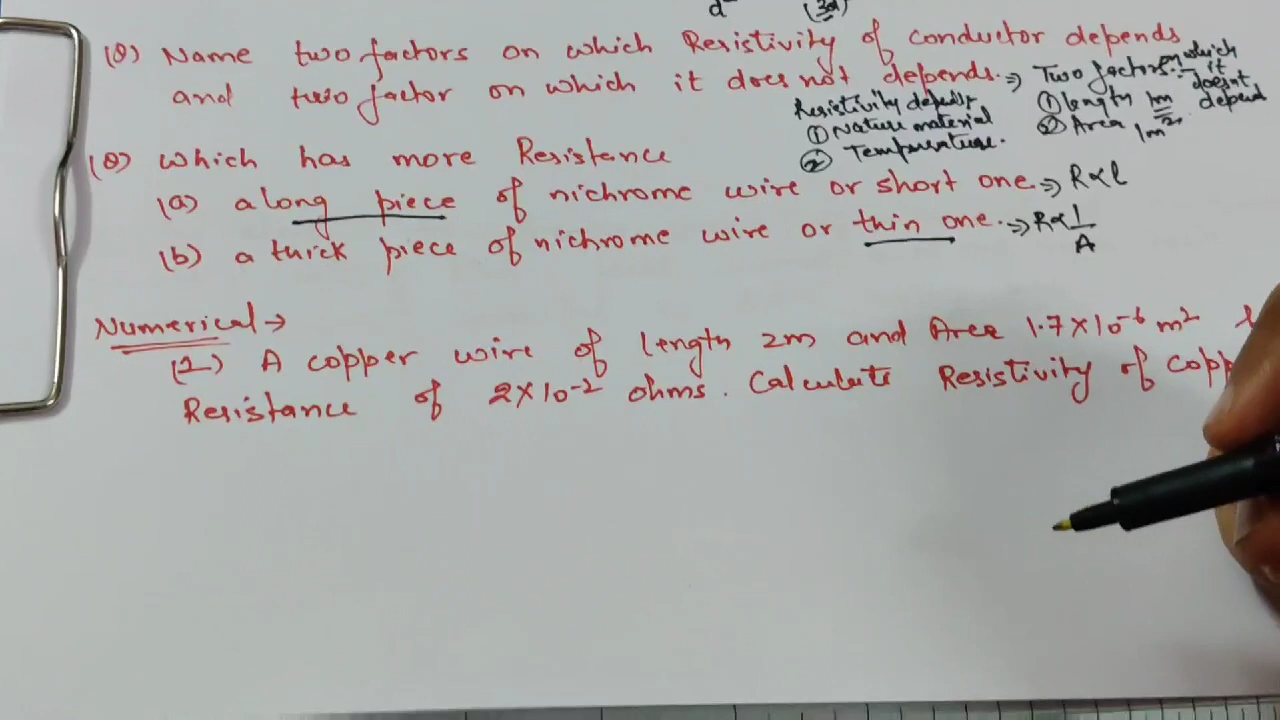 (Q) Name two factors on which Resistivity of conductor depends
and two factor on which it does not depends. ⇒ Two factors on which it doesnt depend
Resistivity depends
① Nature material
② Temperature.
① length 1m
② Area 1m²
(Q) which has more Resistance
(a) a long piece of nichrome wire or short one. ⇒ R∝l
(b) a thick piece of nichrome wire or thin one. ⇒ R∝1/A
Numerical →
(1) A copper wire of length 2m and Area 1.7×10⁻⁶ m²
Resistance of 2×10⁻² ohms. Calculate Resistivity of